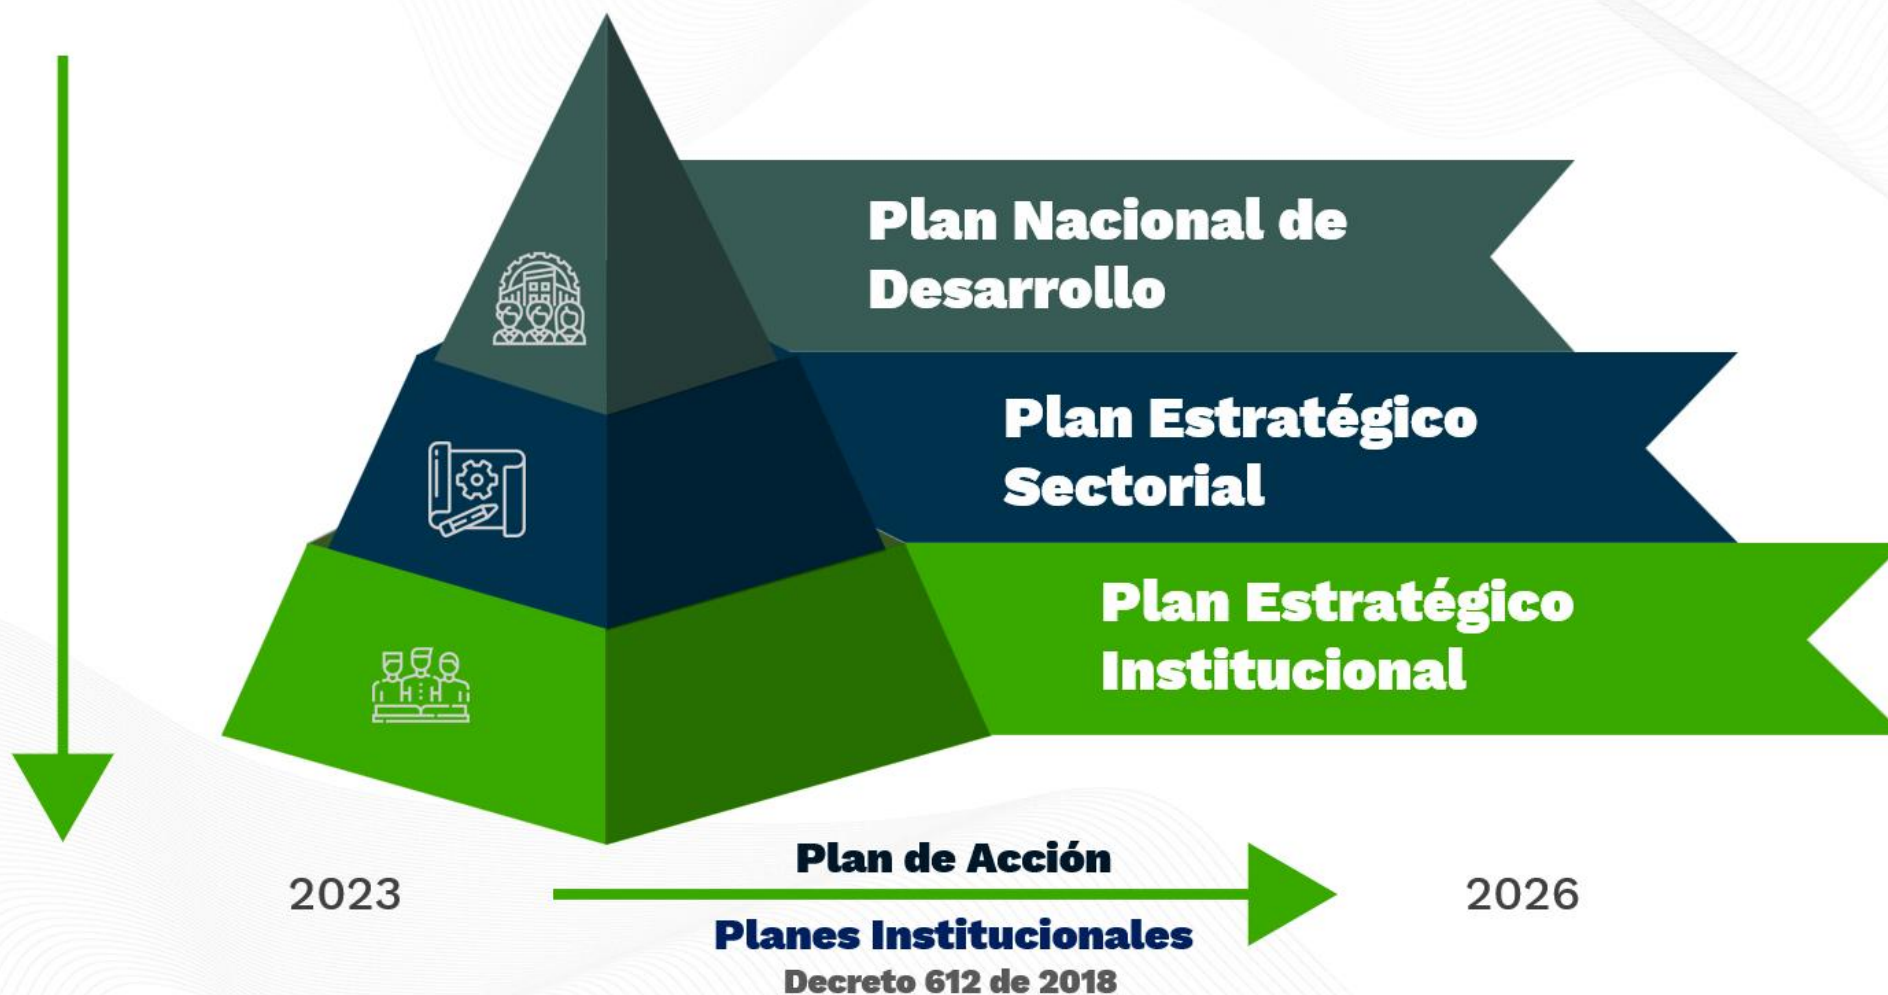 Plan Nacional de
Desarrollo
Plan Estratégico
Sectorial
Plan Estratégico
Institucional
Plan de Acción
2023
2026
Planes Institucionales
Decreto 612 de 2018